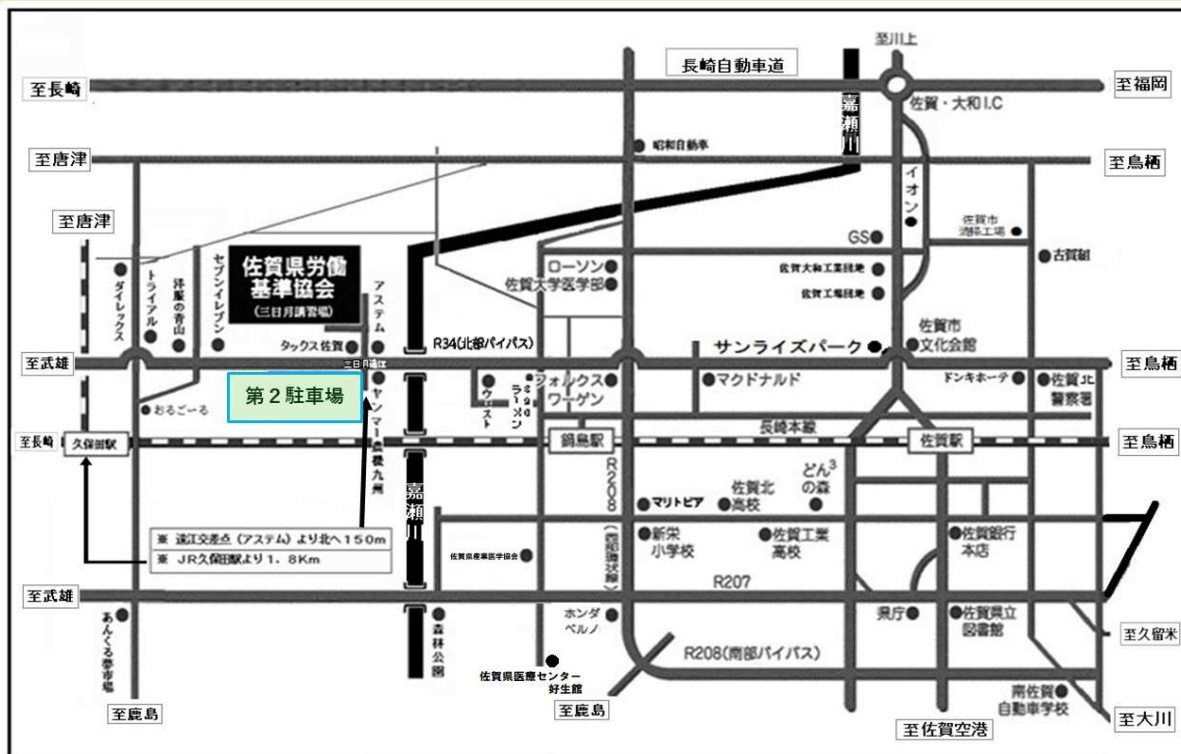 至川上
長崎自動車道
至長崎
至福岡
嘉瀬川
佐賀・大和I.C
至唐津
昭和自動車
至鳥栖
至唐津
イオン
佐賀市
清掃工場
GS
古賀組
ダイレックス
トライアル
洋服の青山
セブンイレブン
佐賀県労働
基準協会
(三日月講習場)
アステム
ローソン
佐賀大学医学部
佐賀大和工業団地
佐賀工業団地
タックス佐賀
R34(北部バイパス)
サンライズパーク
佐賀市
文化会館
至武雄
至鳥栖
第2駐車場
ヤンマー農機九州
ウエスト
ラーメン
フォルクス
ワーゲン
マクドナルド
ドンキホーテ
佐賀北
警察署
おるごーる
長崎本線
至長崎
久保田駅
鍋島駅
佐賀駅
至鳥栖
嘉瀬川
R208
(西部環状線)
マリトピア
佐賀北
高校
どん3
の森
新栄
小学校
佐賀工業
高校
佐賀銀行
本店
※ 遠江交差点(アステム)より北へ150m
※ JR久保田駅より1.8Km
佐賀県産業医学協会
至武雄
R207
あんくる夢市場
森林公園
ホンダ
ベルノ
県庁
佐賀県立
図書館
至久留米
R208(南部バイパス)
佐賀県医療センター
好生館
至鹿島
至鹿島
南佐賀
自動車学校
至佐賀空港
至大川